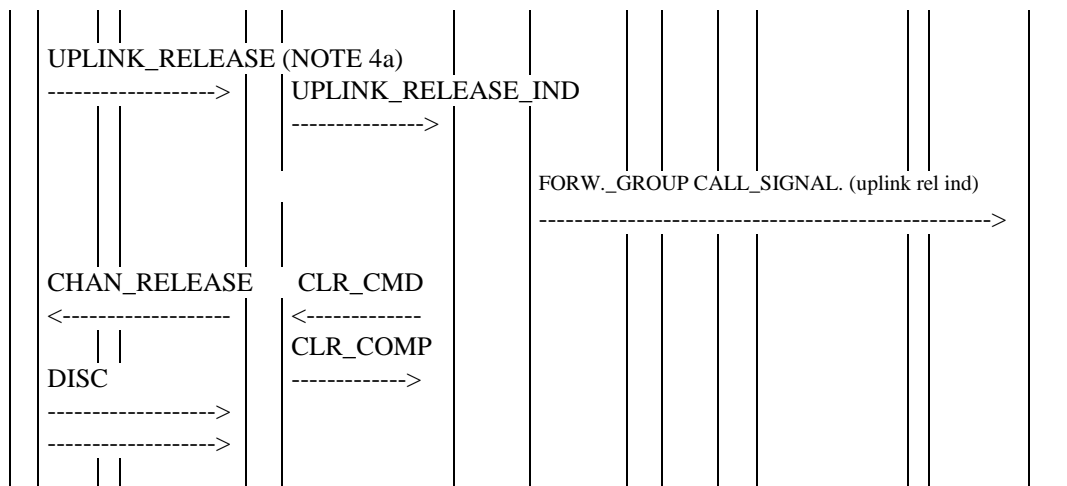 UPLINK_RELEASE (NOTE 4a)
-------------------> UPLINK_RELEASE_IND
--------------->
FORW._GROUP CALL_SIGNAL. (uplink rel ind)
--------------------------------------------------->
CHAN_RELEASE CLR_CMD
<------------------- <-------------
CLR_COMP
DISC ------------->
------------------->
------------------->